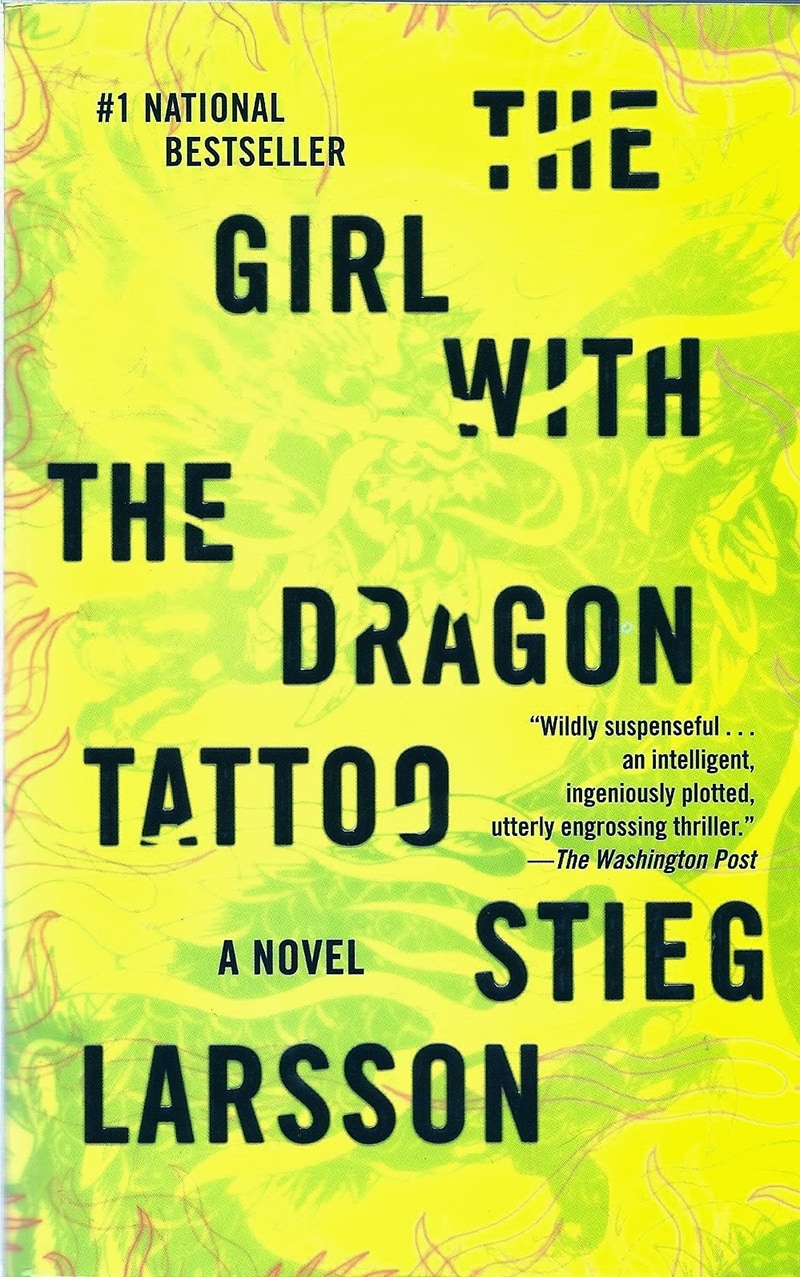 #1 NATIONAL
BESTSELLER
THE
GIRL
WITH
THE
DRAGON
TATTOO
“Wildly suspenseful . . .
an intelligent,
ingeniously plotted,
utterly engrossing thriller.”
—The Washington Post
A NOVEL
STIEG
LARSSON